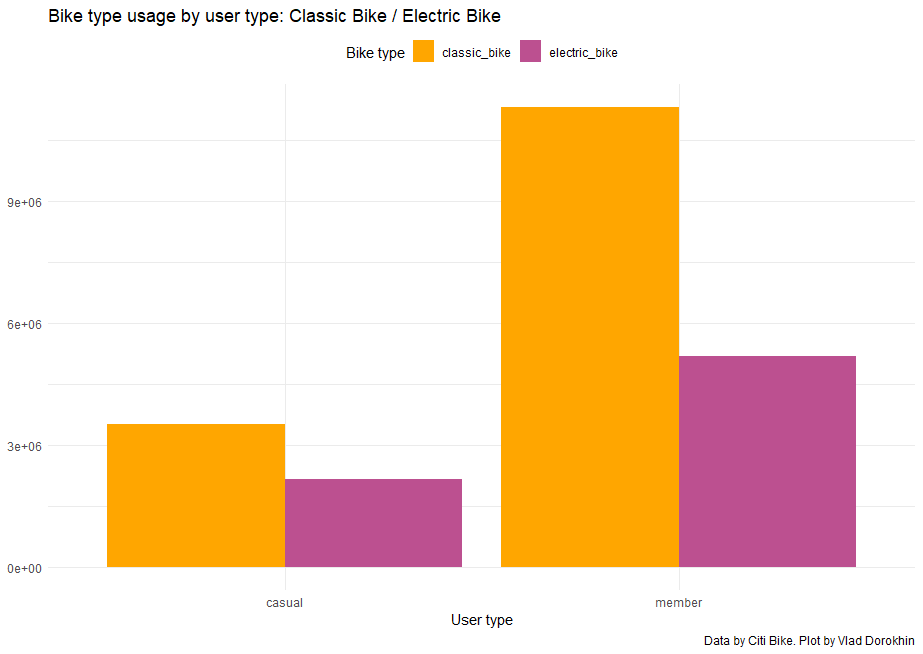 Bike type usage by user type: Classic Bike / Electric Bike
Bike type classic_bike electric_bike
9e+06
6e+06
3e+06
0e+00
casual member
User type
Data by Citi Bike. Plot by Vlad Dorokhin